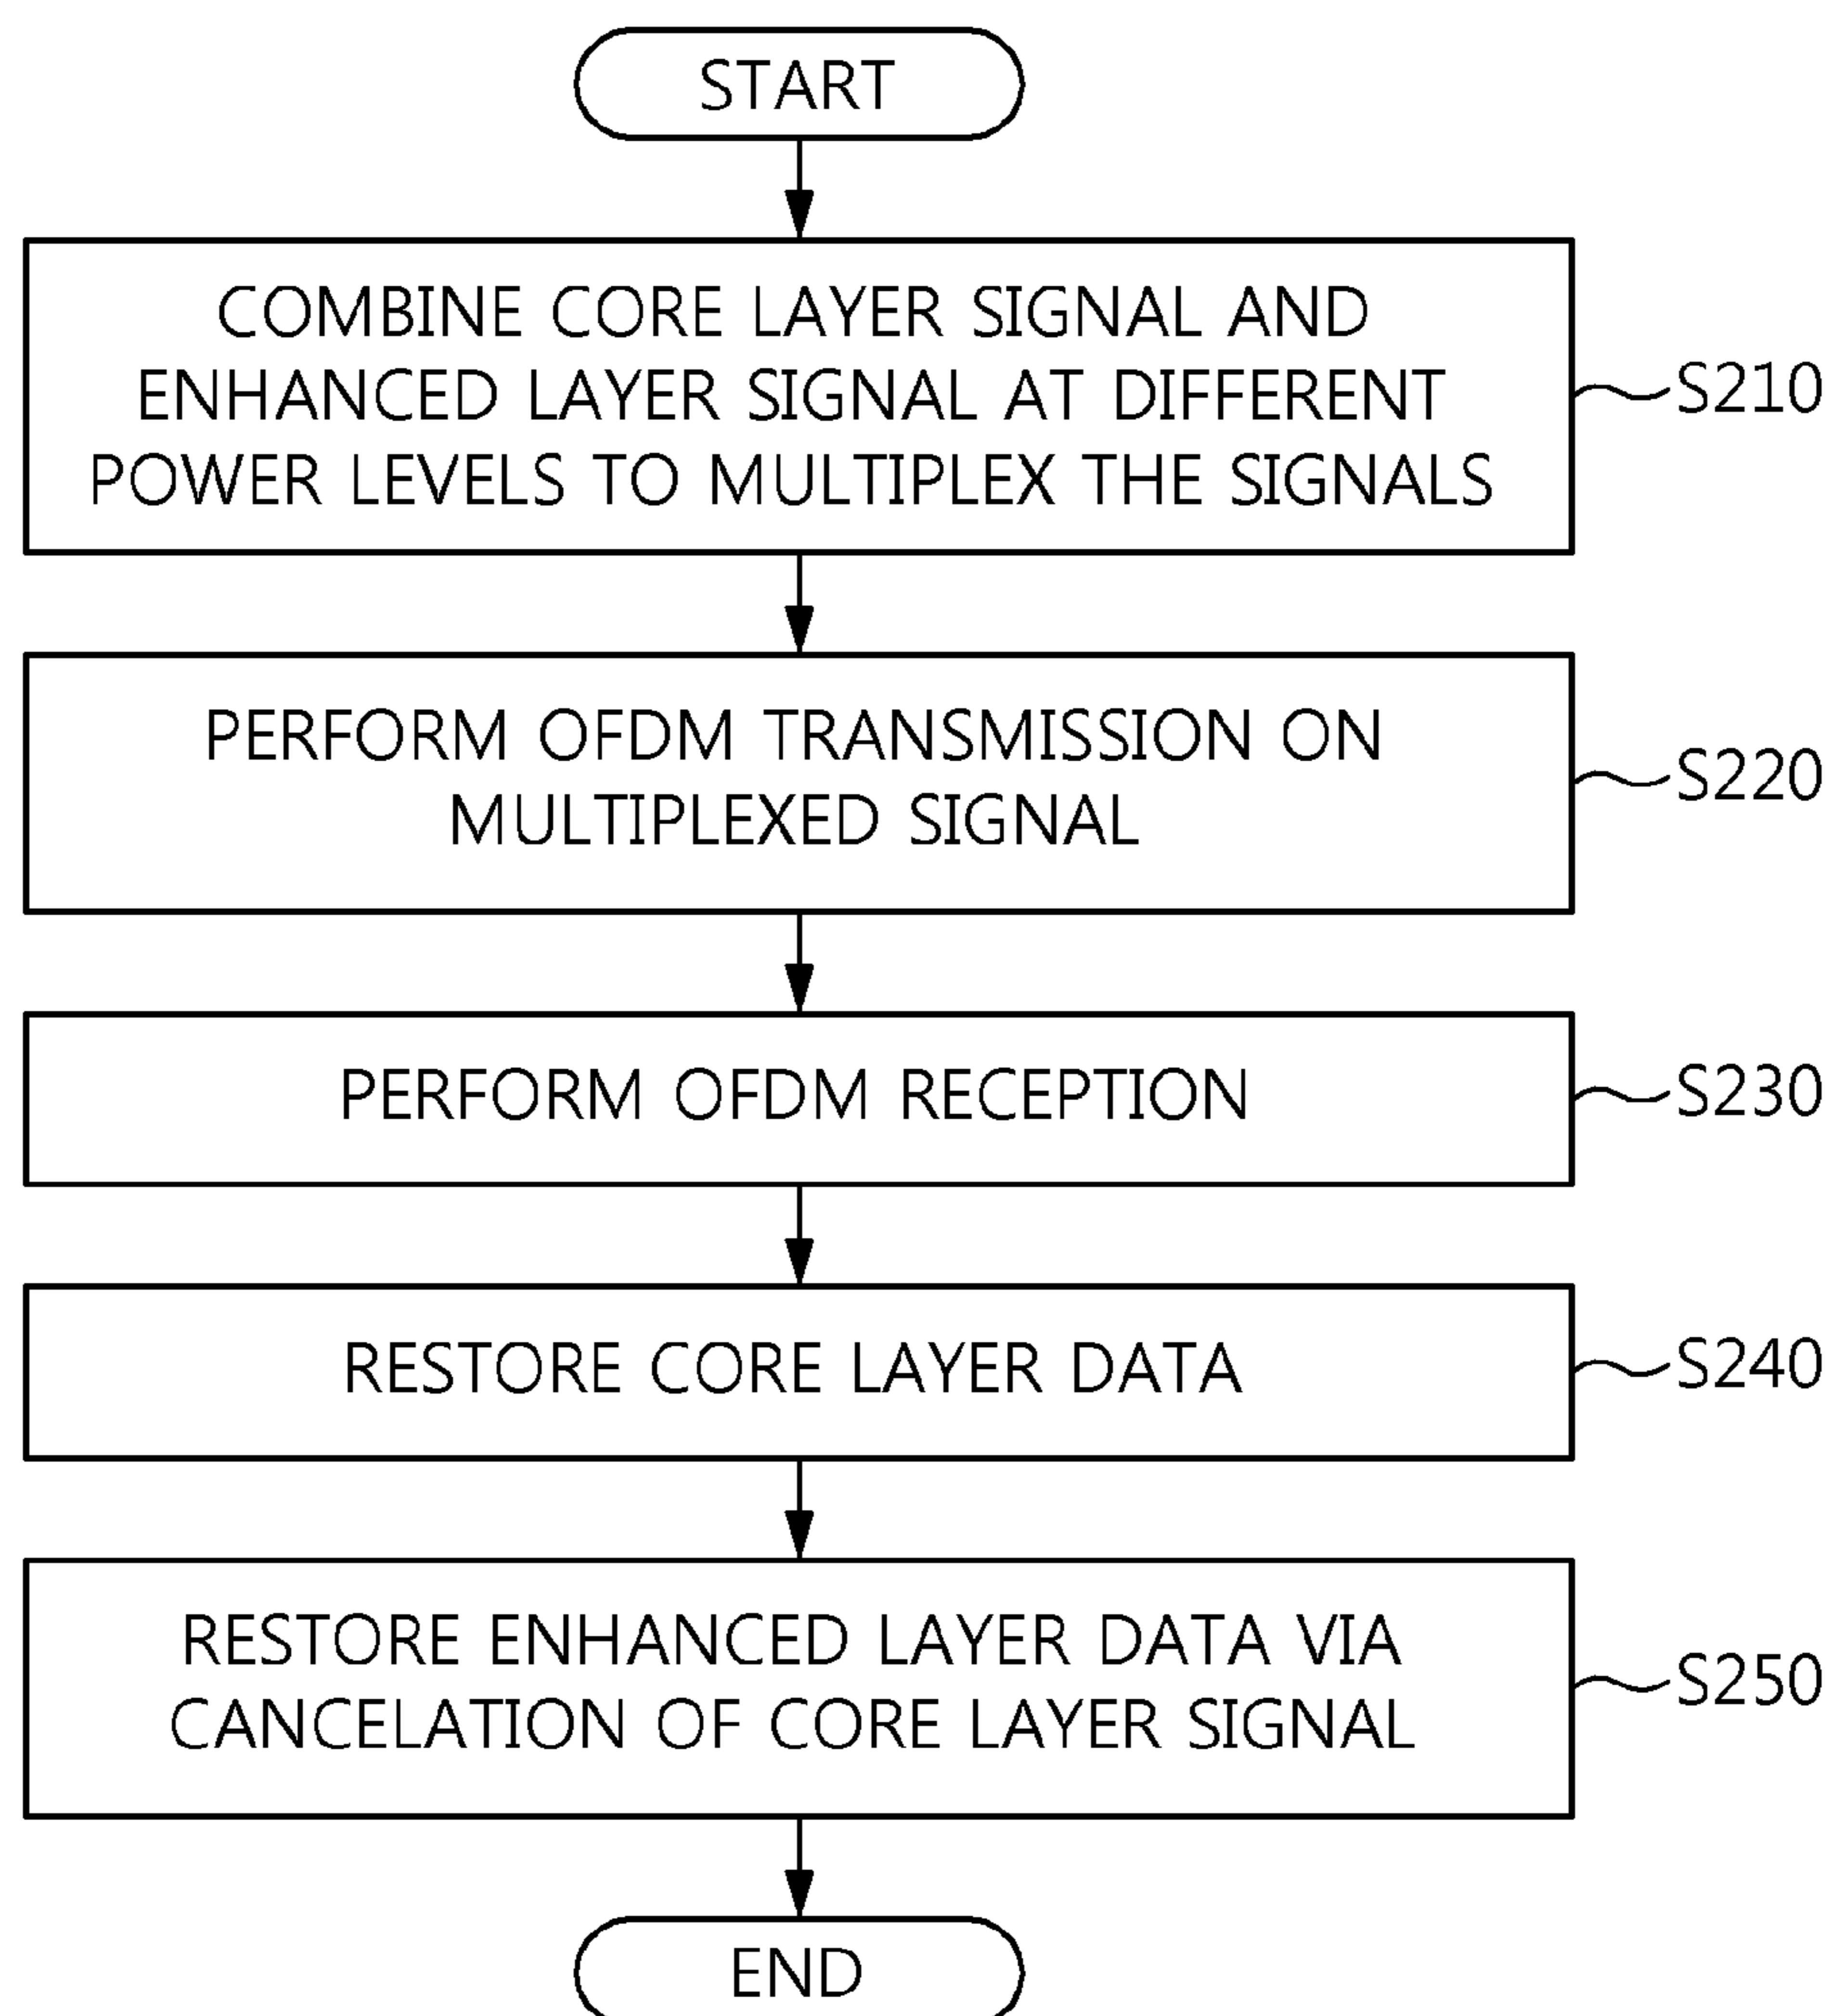 START
COMBINE CORE LAYER SIGNAL AND
ENHANCED LAYER SIGNAL AT DIFFERENT
POWER LEVELS TO MULTIPLEX THE SIGNALS
S210
PERFORM OFDM TRANSMISSION ON
MULTIPLEXED SIGNAL
S220
PERFORM OFDM RECEPTION
S230
RESTORE CORE LAYER DATA
S240
RESTORE ENHANCED LAYER DATA VIA
CANCELATION OF CORE LAYER SIGNAL
S250
END